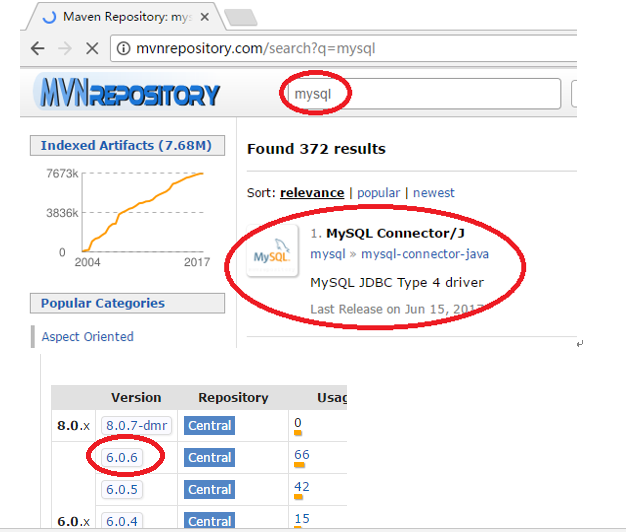 Maven Repository: mys
mvnrepository.com/search?q=mysql
MVNREPOSITORY
mysql
Indexed Artifacts (7.68M)
7673k
3836k
0
2004
2017
Popular Categories
Aspect Oriented
Found 372 results
Sort: relevance | popular | newest
1. MySQL Connector/J
MySQL
mysql » mysql-connector-java
MySQL JDBC Type 4 driver
Last Release on Jun 15, 2017
Version Repository Usag
8.0.x 8.0.7-dmr Central 0
6.0.6 Central 66
6.0.5 Central 42
6.0.x 6.0.4 Central 15